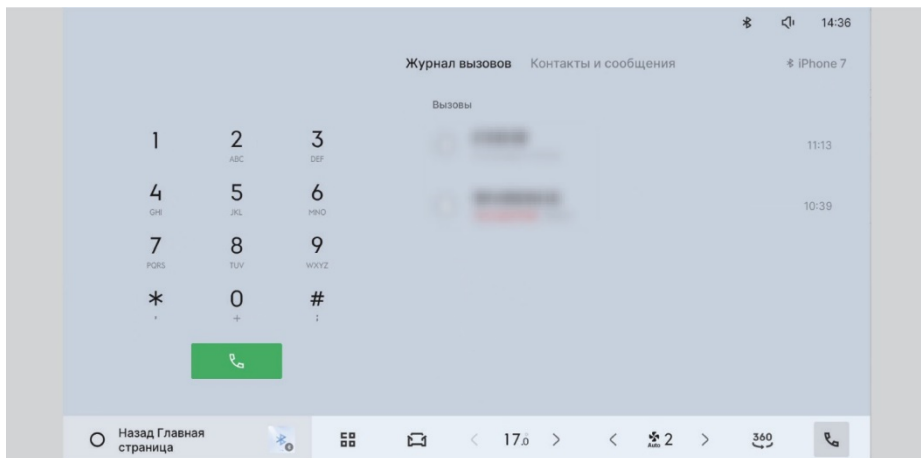 14:36
Журнал вызовов Контакты и сообщения iPhone 7
Вызовы
11:13
10:39
1 2 3
ABC DEF
4 5 6
GHI JKL MNO
7 8 9
PQRS TUV WXYZ
* 0 #
, + ;
Назад Главная
страница
< 17.0 >
< Auto 2 >
360